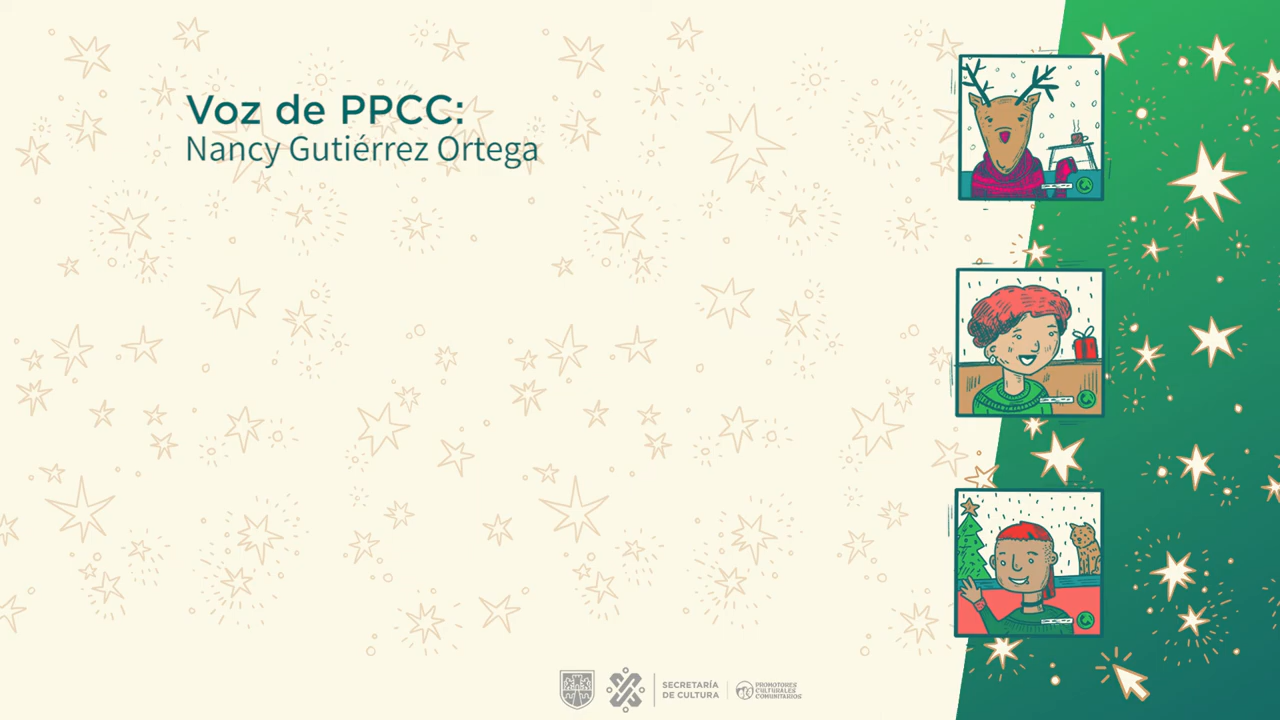 Voz de PPCC:
Nancy Gutiérrez Ortega
SECRETARÍA
DE CULTURA
PROMOTORES
CULTURALES
COMUNITARIOS